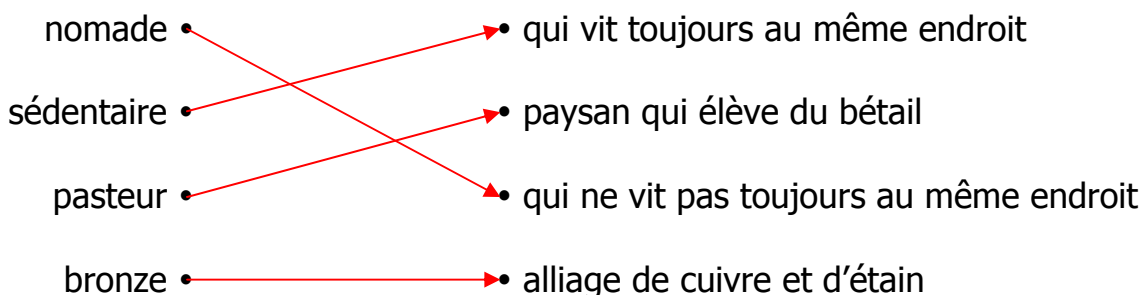 nomade • • qui vit toujours au même endroit
sédentaire • • paysan qui élève du bétail
pasteur • • qui ne vit pas toujours au même endroit
bronze • • alliage de cuivre et d’étain